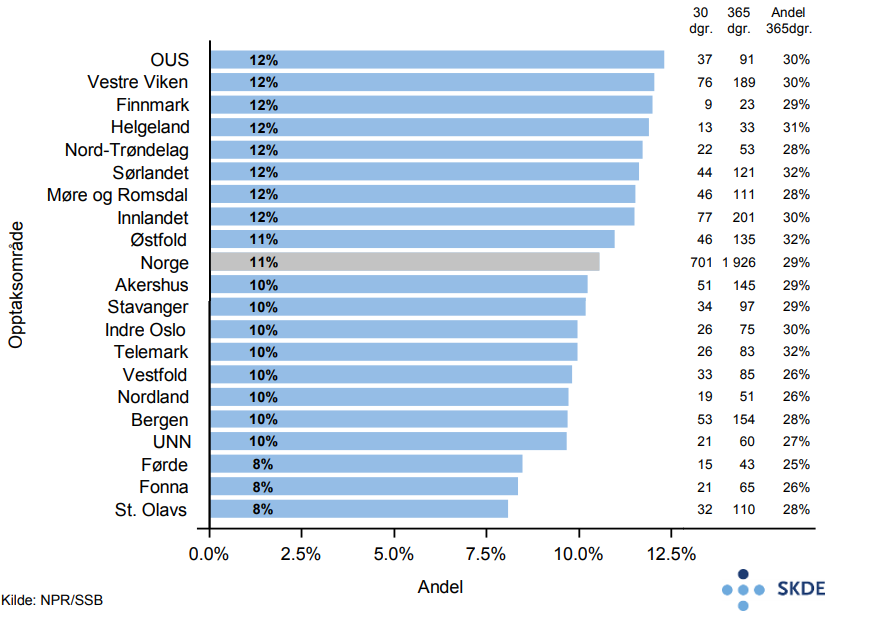 30 365 Andel
dgr. dgr. 365dgr.
OUS 12% 37 91 30%
Vestre Viken 12% 76 189 30%
Finnmark 12% 9 23 29%
Helgeland 12% 13 33 31%
Nord-Trøndelag 12% 22 53 28%
Sørlandet 12% 44 121 32%
Møre og Romsdal 12% 46 111 28%
Innlandet 12% 77 201 30%
Østfold 11% 46 135 32%
Norge 11% 701 1 926 29%
Akershus 10% 51 145 29%
Stavanger 10% 34 97 29%
Indre Oslo 10% 26 75 30%
Telemark 10% 26 83 32%
Vestfold 10% 33 85 26%
Nordland 10% 19 51 26%
Bergen 10% 53 154 28%
UNN 10% 21 60 27%
Førde 8% 15 43 25%
Fonna 8% 21 65 26%
St. Olavs 8% 32 110 28%
Opptaksområde
0.0% 2.5% 5.0% 7.5% 10.0% 12.5%
Andel
Kilde: NPR/SSB
SKDE